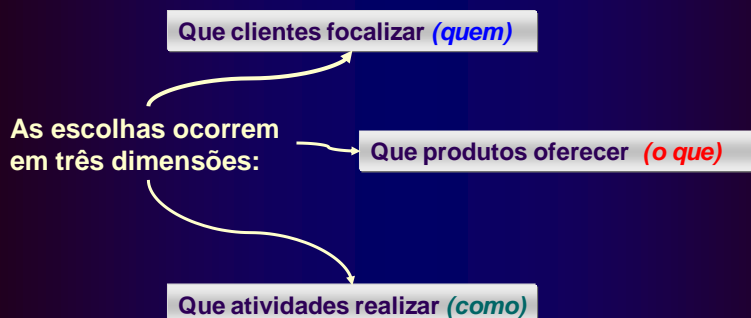 Que clientes focalizar (quem)
As escolhas ocorrem
em três dimensões:
Que produtos oferecer (o que)
Que atividades realizar (como)